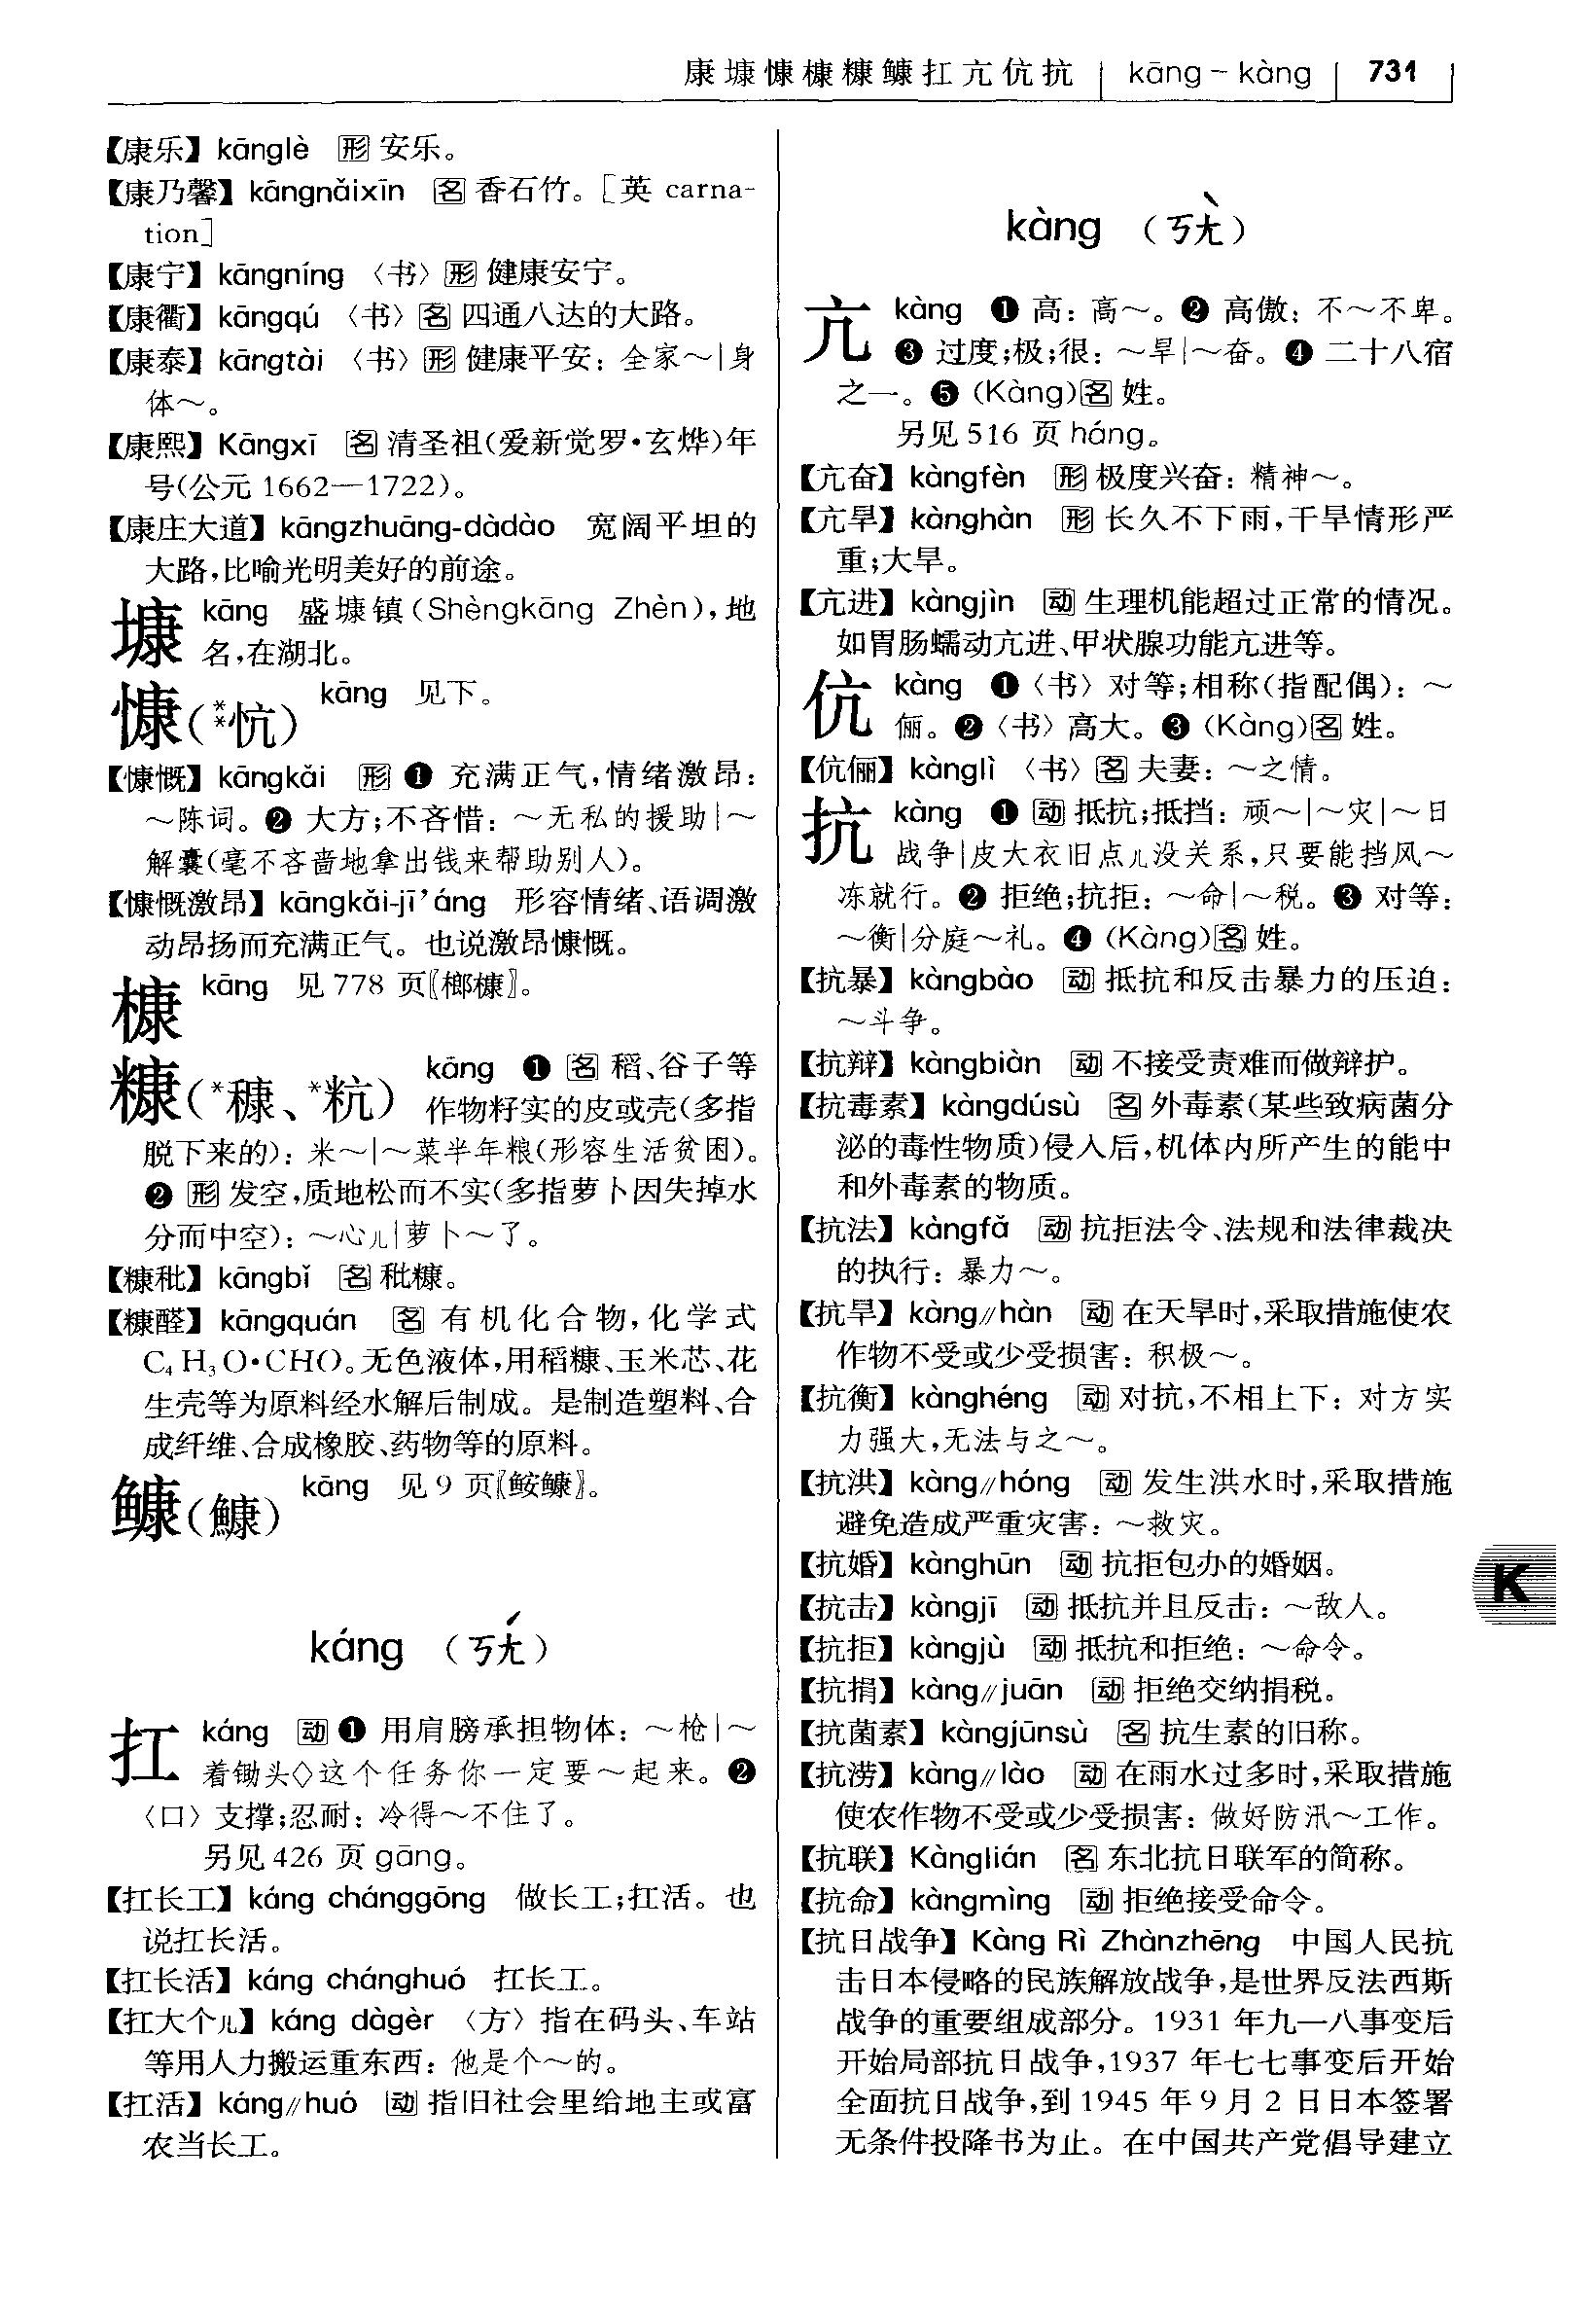 康㙩慷槺糠鱇扛亢伉抗 | kāng – kàng | 731
【康乐】kānglè 形 安乐。
【康乃馨】kāngnǎixīn 名 香石竹。[英 carna-
tion]
【康宁】kāngníng 〈书〉形 健康安宁。
【康衢】kāngqú 〈书〉名 四通八达的大路。
【康泰】kāngtài 〈书〉形 健康平安：全家～|身
体～。
【康熙】Kāngxī 名 清圣祖(爱新觉罗·玄烨)年
号(公元 1662—1722)。
【康庄大道】kāngzhuāng-dàdào 宽阔平坦的
大路,比喻光明美好的前途。
㙩 kāng 盛㙩镇(Shèngkāng Zhèn),地
名,在湖北。
慷(**忼) kāng 见下。
【慷慨】kāngkǎi 形 ❶ 充满正气,情绪激昂：
～陈词。❷ 大方;不吝惜：～无私的援助|～
解囊(毫不吝啬地拿出钱来帮助别人)。
【慷慨激昂】kāngkǎi-jī’áng 形容情绪、语调激
动昂扬而充满正气。也说激昂慷慨。
槺 kāng 见 778 页〖榔槺〗。
糠(*穅、*粇) kāng ❶ 名 稻、谷子等
作物籽实的皮或壳(多指
脱下来的)：米～|～菜半年粮(形容生活贫困)。
❷ 形 发空,质地松而不实(多指萝卜因失掉水
分而中空)：～心儿|萝卜～了。
【糠秕】kāngbǐ 名 秕糠。
【糠醛】kāngquán 名 有机化合物,化学式
C₄H₃O·CHO。无色液体,用稻糠、玉米芯、花
生壳等为原料经水解后制成。是制造塑料、合
成纤维、合成橡胶、药物等的原料。
𩾌(鱇) kāng 见 9 页〖𩽾𩾌〗。
káng （ㄎㄤˊ）
扛 káng 动 ❶ 用肩膀承担物体：～枪|～
着锄头◇这个任务你一定要～起来。❷
〈口〉支撑;忍耐：冷得～不住了。
另见 426 页 gāng。
【扛长工】káng chánggōng 做长工;扛活。也
说扛长活。
【扛长活】káng chánghuó 扛长工。
【扛大个儿】káng dàgèr 〈方〉指在码头、车站
等用人力搬运重东西：他是个～的。
【扛活】káng//huó 动 指旧社会里给地主或富
农当长工。
kàng （ㄎㄤˋ）
亢 kàng ❶ 高：高～。❷ 高傲：不～不卑。
❸ 过度;极;很：～旱|～奋。❹ 二十八宿
之一。❺ (Kàng)名 姓。
另见 516 页 háng。
【亢奋】kàngfèn 形 极度兴奋：精神～。
【亢旱】kànghàn 形 长久不下雨,干旱情形严
重;大旱。
【亢进】kàngjìn 动 生理机能超过正常的情况。
如胃肠蠕动亢进、甲状腺功能亢进等。
伉 kàng ❶〈书〉对等;相称(指配偶)：～
俪。❷〈书〉高大。❸ (Kàng)名 姓。
【伉俪】kànglì 〈书〉名 夫妻：～之情。
抗 kàng ❶ 动 抵抗;抵挡：顽～|～灾|～日
战争|皮大衣旧点儿没关系,只要能挡风～
冻就行。❷ 拒绝;抗拒：～命|～税。❸ 对等：
～衡|分庭～礼。❹ (Kàng)名 姓。
【抗暴】kàngbào 动 抵抗和反击暴力的压迫：
～斗争。
【抗辩】kàngbiàn 动 不接受责难而做辩护。
【抗毒素】kàngdúsù 名 外毒素(某些致病菌分
泌的毒性物质)侵入后,机体内所产生的能中
和外毒素的物质。
【抗法】kàngfǎ 动 抗拒法令、法规和法律裁决
的执行：暴力～。
【抗旱】kàng//hàn 动 在天旱时,采取措施使农
作物不受或少受损害：积极～。
【抗衡】kànghéng 动 对抗,不相上下：对方实
力强大,无法与之～。
【抗洪】kàng//hóng 动 发生洪水时,采取措施
避免造成严重灾害：～救灾。
【抗婚】kànghūn 动 抗拒包办的婚姻。
【抗击】kàngjī 动 抵抗并且反击：～敌人。
【抗拒】kàngjù 动 抵抗和拒绝：～命令。
【抗捐】kàng//juān 动 拒绝交纳捐税。
【抗菌素】kàngjūnsù 名 抗生素的旧称。
【抗涝】kàng//lào 动 在雨水过多时,采取措施
使农作物不受或少受损害：做好防汛～工作。
【抗联】Kànglián 名 东北抗日联军的简称。
【抗命】kàngmìng 动 拒绝接受命令。
【抗日战争】Kàng Rì Zhànzhēng 中国人民抗
击日本侵略的民族解放战争,是世界反法西斯
战争的重要组成部分。1931 年九一八事变后
开始局部抗日战争,1937 年七七事变后开始
全面抗日战争,到 1945 年 9 月 2 日日本签署
无条件投降书为止。在中国共产党倡导建立
K